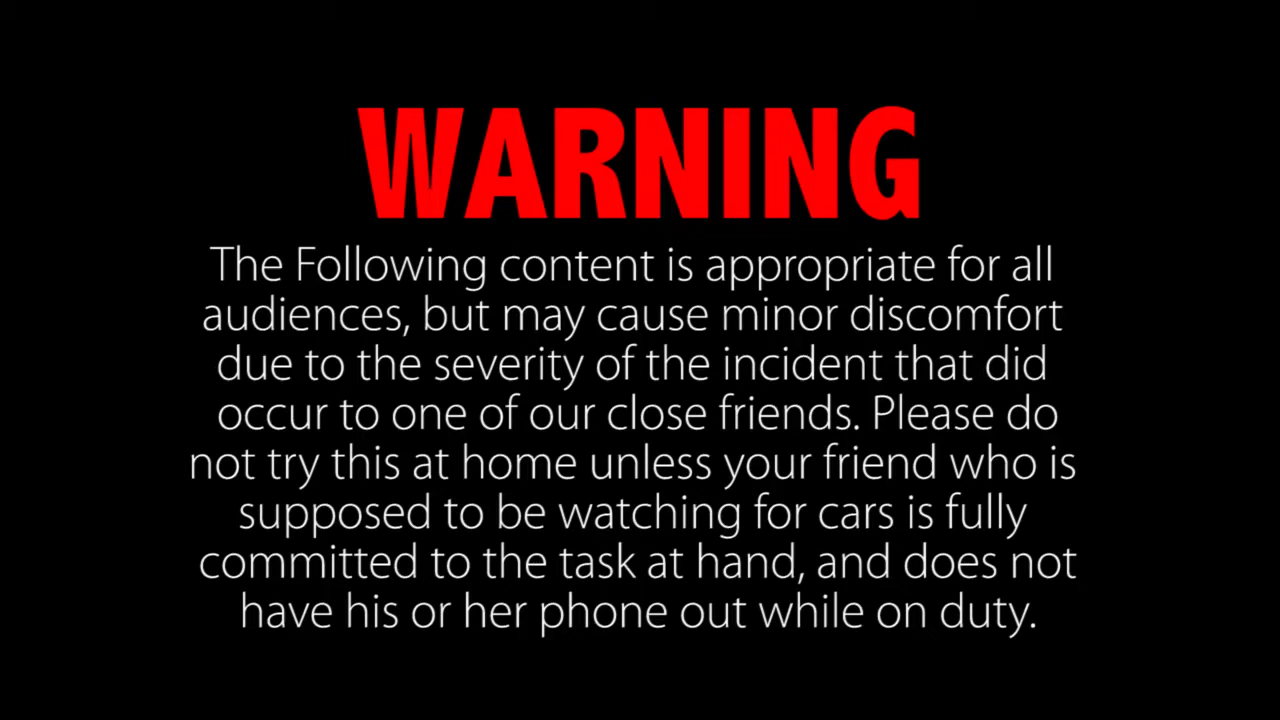 WARNING
The Following content is appropriate for all
audiences, but may cause minor discomfort
due to the severity of the incident that did
occur to one of our close friends. Please do
not try this at home unless your friend who is
supposed to be watching for cars is fully
committed to the task at hand, and does not
have his or her phone out while on duty.